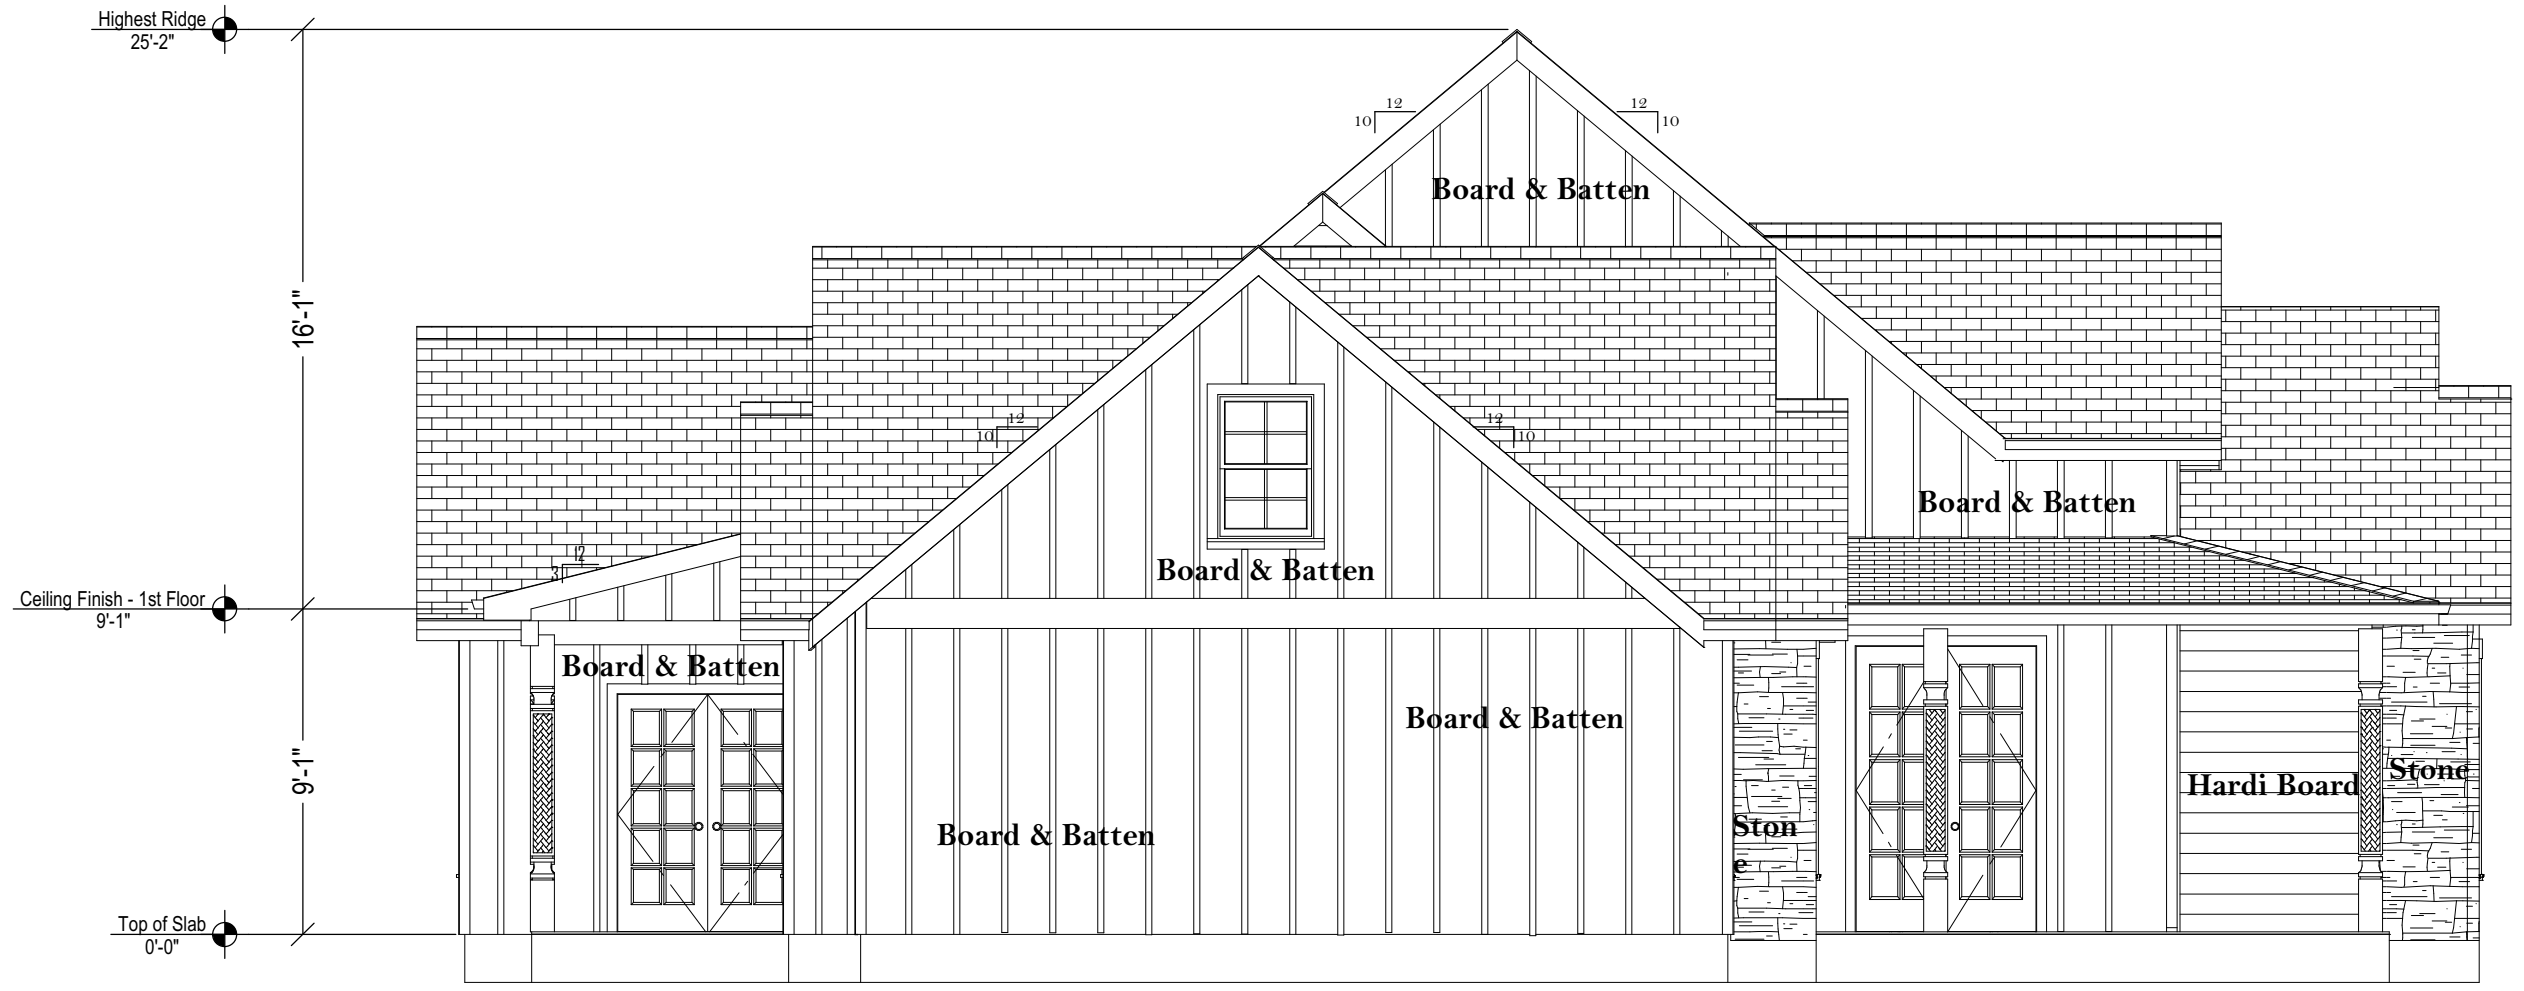 Highest Ridge
25'-2"
12
10
12
10
Board & Batten
16'-1"
12
10
12
10
Board & Batten
12
3
Board & Batten
Ceiling Finish - 1st Floor
9'-1"
Board & Batten
Board & Batten
9'-1"
Hardi Board
Stone
Board & Batten
Ston
e
Top of Slab
0'-0"